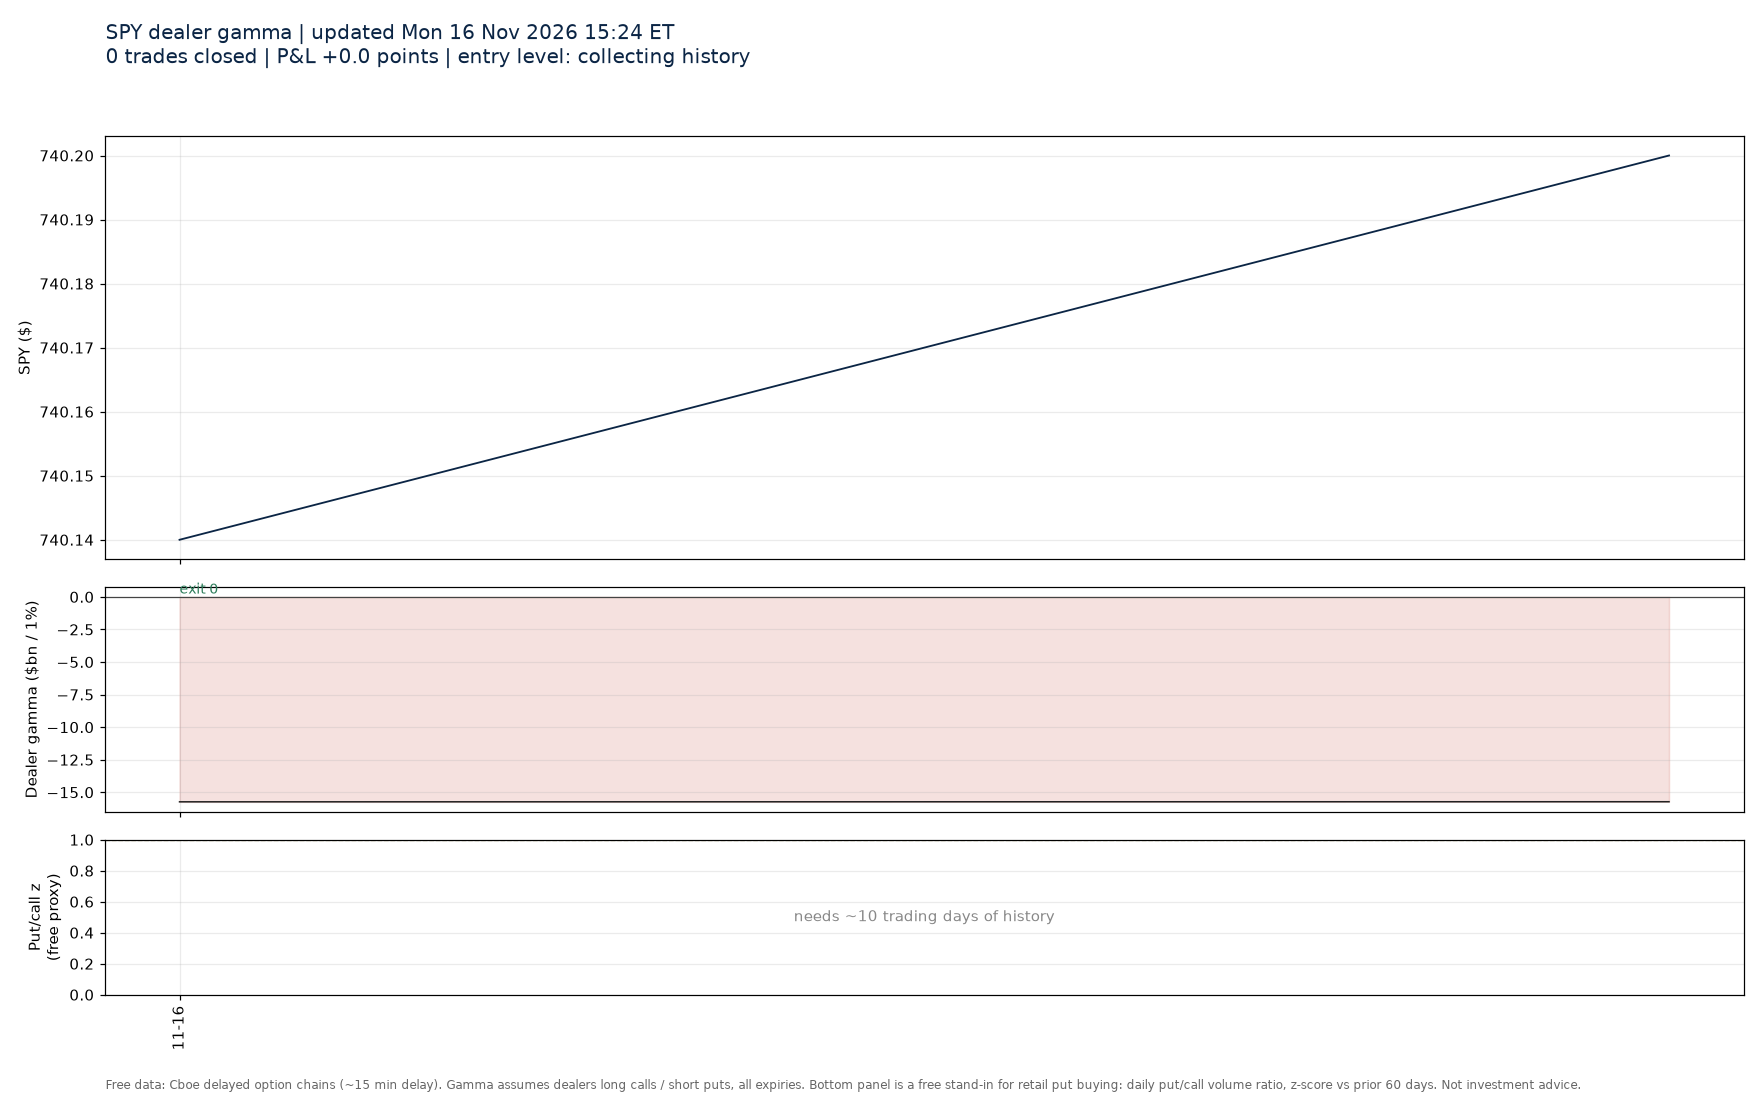 SPY dealer gamma | updated Mon 16 Nov 2026 15:24 ET
0 trades closed | P&L +0.0 points | entry level: collecting history
SPY ($)
740.20
740.19
740.18
740.17
740.16
740.15
740.14
Dealer gamma ($bn / 1%)
exit 0
0.0
−2.5
−5.0
−7.5
−10.0
−12.5
−15.0
Put/call z
(free proxy)
1.0
0.8
0.6
0.4
0.2
0.0
needs ~10 trading days of history
11-16
Free data: Cboe delayed option chains (~15 min delay). Gamma assumes dealers long calls / short puts, all expiries. Bottom panel is a free stand-in for retail put buying: daily put/call volume ratio, z-score vs prior 60 days. Not investment advice.